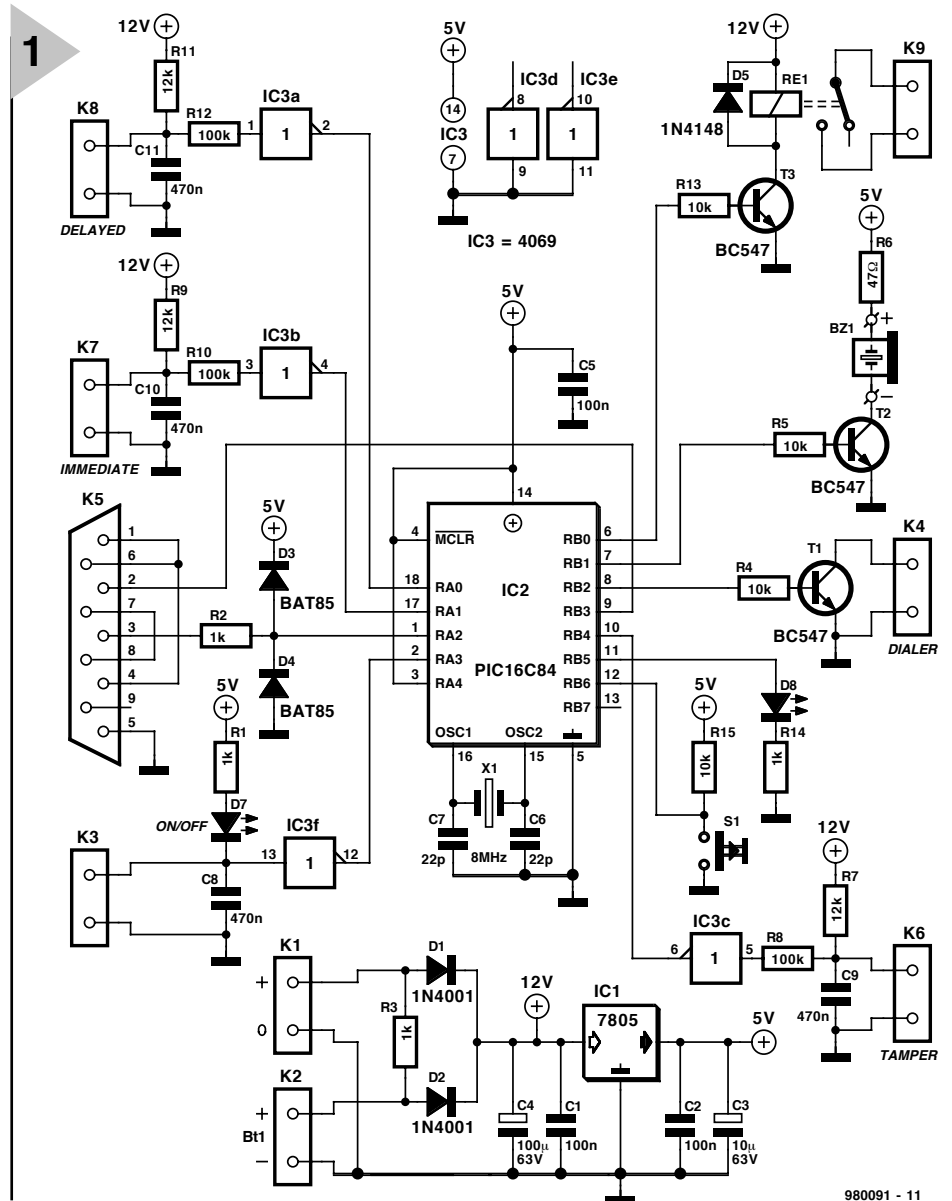 1
12V
R11
12k
K8
R12
100k
1
IC3a
1
2
C11
470n
DELAYED
5V
14
IC3
7
IC3d
8
1
9
IC3e
10
1
11
IC3 = 4069
12V
D5
1N4148
RE1
K9
T3
R13
10k
BC547
5V
R6
47Ω
BZ1
+
−
T2
R5
10k
BC547
12V
R9
12k
K7
R10
100k
3
IC3b
1
4
C10
470n
IMMEDIATE
5V
C5
100n
K5
1
6
2
7
3
8
4
9
5
5V
D3
BAT85
R2
1k
D4
BAT85
14
4
MCLR
18
RA0
17
RA1
1
RA2
2
RA3
3
RA4
IC2
PIC16C84
RB0
6
RB1
7
RB2
8
RB3
9
RB4
10
RB5
11
RB6
12
RB7
13
OSC1
OSC2
16
15
5
X1
8MHz
C7
22p
C6
22p
T1
R4
10k
BC547
K4
DIALER
D8
R14
1k
5V
R15
10k
S1
5V
R1
1k
D7
ON/OFF
K3
13
IC3f
1
12
C8
470n
12V
R7
12k
IC3c
6
1
5
R8
100k
C9
470n
K6
TAMPER
K1
+
0
D1
1N4001
R3
1k
K2
+
Bt1
−
D2
1N4001
12V
C4
100µ
63V
C1
100n
IC1
7805
5V
C2
100n
C3
10µ
63V
980091 - 11